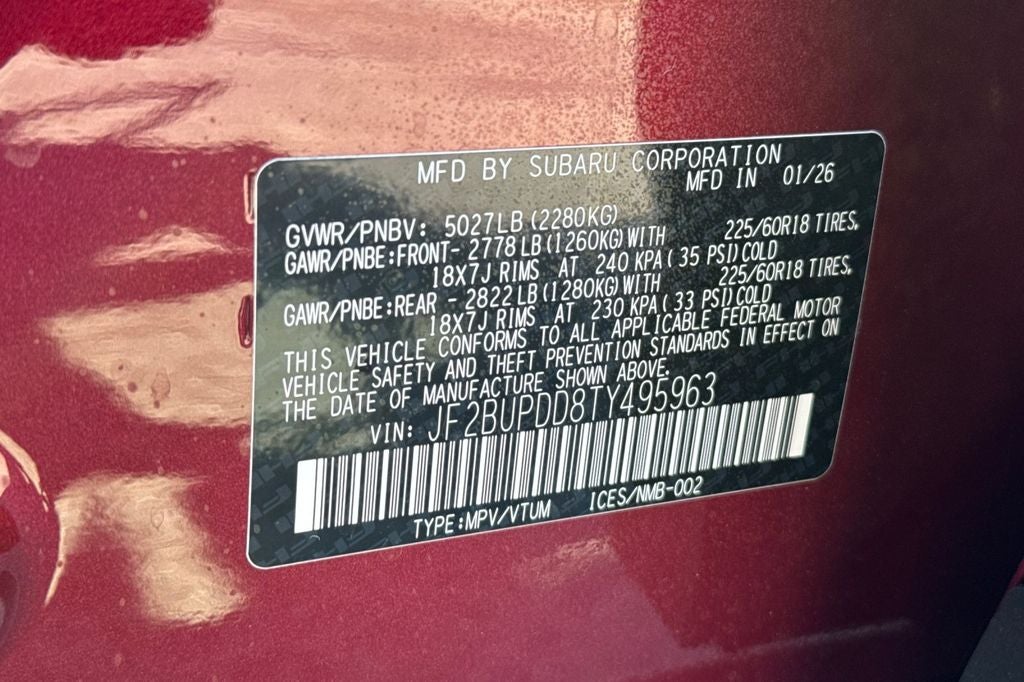 MFD BY SUBARU CORPORATION
MFD IN 01/26
GVWR/PNBV: 5027LB (2280KG)
GAWR/PNBE:FRONT- 2778 LB (1260KG) WITH 225/60R18 TIRES,
18X7J RIMS AT 240 KPA (35 PSI) COLD
GAWR/PNBE:REAR - 2822 LB (1280KG) WITH 225/60R18 TIRES,
18X7J RIMS AT 230 KPA (33 PSI) COLD
THIS VEHICLE CONFORMS TO ALL APPLICABLE FEDERAL MOTOR
VEHICLE SAFETY AND THEFT PREVENTION STANDARDS IN EFFECT ON
THE DATE OF MANUFACTURE SHOWN ABOVE.
VIN: JF2BUPDD8TY495963
TYPE:MPV/VTUM ICES/NMB-002